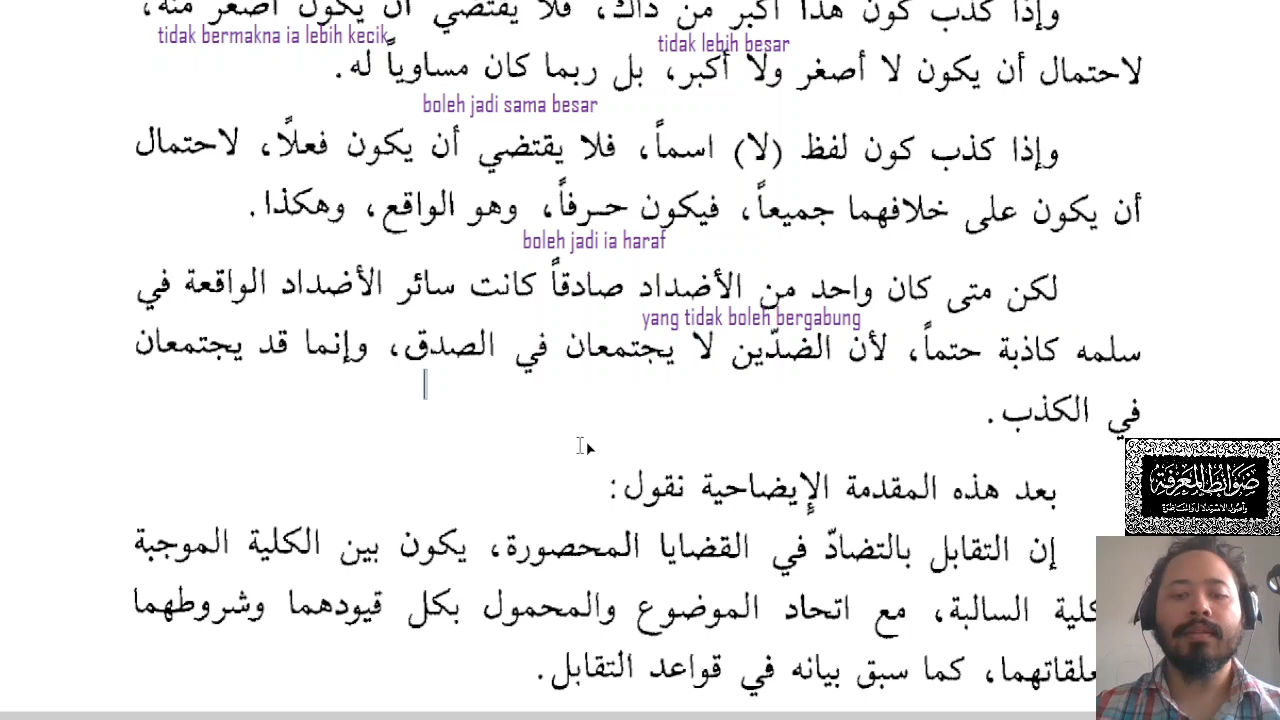 وإذا كذب كون هذا أكبر من ذاك، فلا يقتضي أن يكون أصغر منه،
tidak bermakna ia lebih kecik
tidak lebih besar
لاحتمال أن يكون لا أصغر ولا أكبر، بل ربما كان مساوياً له.
boleh jadi sama besar
وإذا كذب كون لفظ (لا) اسماً، فلا يقتضي أن يكون فعلاً، لاحتمال
أن يكون على خلافهما جميعاً، فيكون حرفاً، وهو الواقع، وهكذا.
boleh jadi ia haraf
لكن متى كان واحد من الأضداد صادقاً كانت سائر الأضداد الواقعة في
yang tidak boleh bergabung
سلمه كاذبة حتماً، لأن الضدّين لا يجتمعان في الصدق، وإنما قد يجتمعان
في الكذب.
ضوابط المعرفة
بعد هذه المقدمة الإيضاحية نقول:
إن التقابل بالتضادّ في القضايا المحصورة، يكون بين الكلية الموجبة
السالبة، مع اتحاد الموضوع والمحمول بكل قيودهما وشروطهما
كما سبق بيانه في قواعد التقابل.